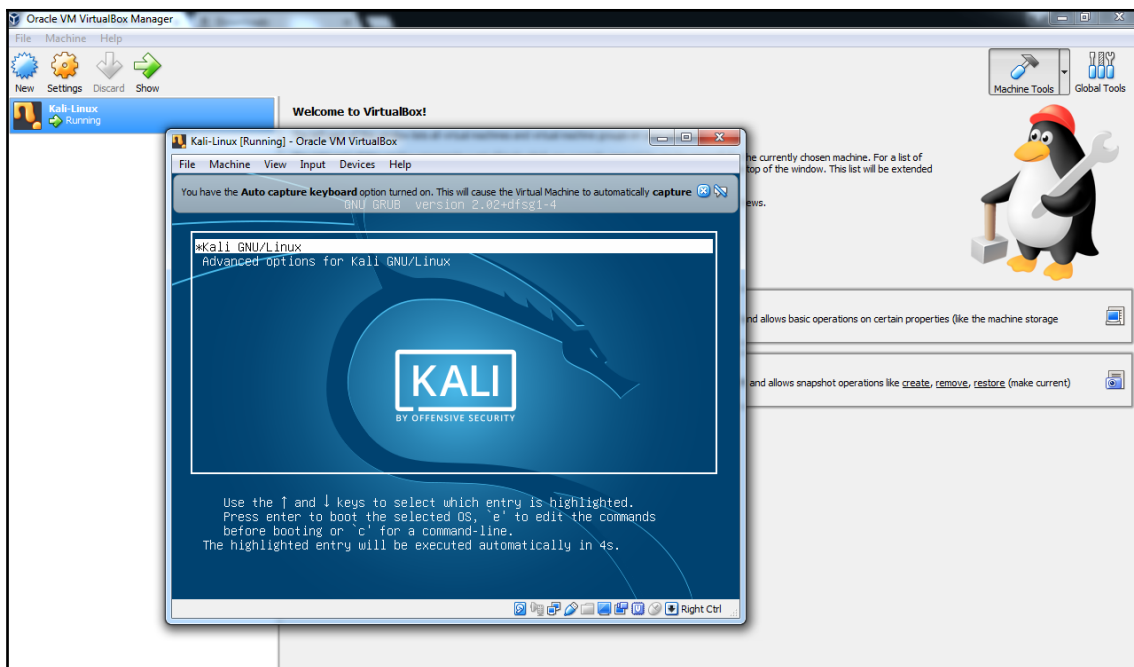 Oracle VM VirtualBox Manager
File Machine Help
New Settings Discard Show
Machine Tools Global Tools
Kali-Linux
Running
Welcome to VirtualBox!
Kali-Linux [Running] - Oracle VM VirtualBox
he currently chosen machine. For a list of
top of the window. This list will be extended
ews.
File Machine View Input Devices Help
You have the Auto capture keyboard option turned on. This will cause the Virtual Machine to automatically capture
GNU GRUB version 2.02+dfsg1-4
*Kali GNU/Linux
Advanced options for Kali GNU/Linux
KALI
BY OFFENSIVE SECURITY
nd allows basic operations on certain properties (like the machine storage
and allows snapshot operations like create, remove, restore (make current)
Use the ↑ and ↓ keys to select which entry is highlighted.
Press enter to boot the selected OS, `e' to edit the commands
before booting or `c' for a command-line.
The highlighted entry will be executed automatically in 4s.
Right Ctrl